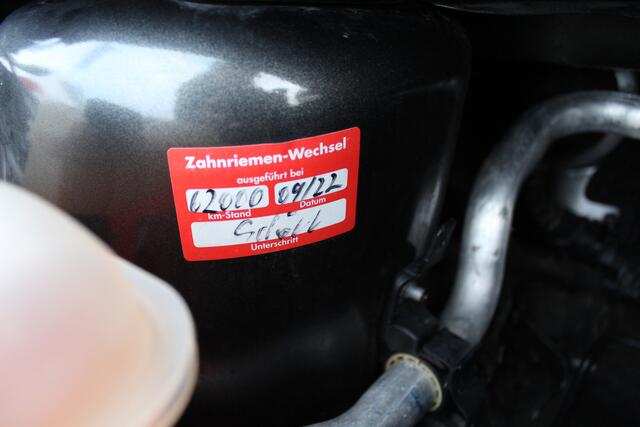 Zahnriemen-Wechsel
ausgeführt bei
62000 09/22
km-Stand Datum
Unterschrift